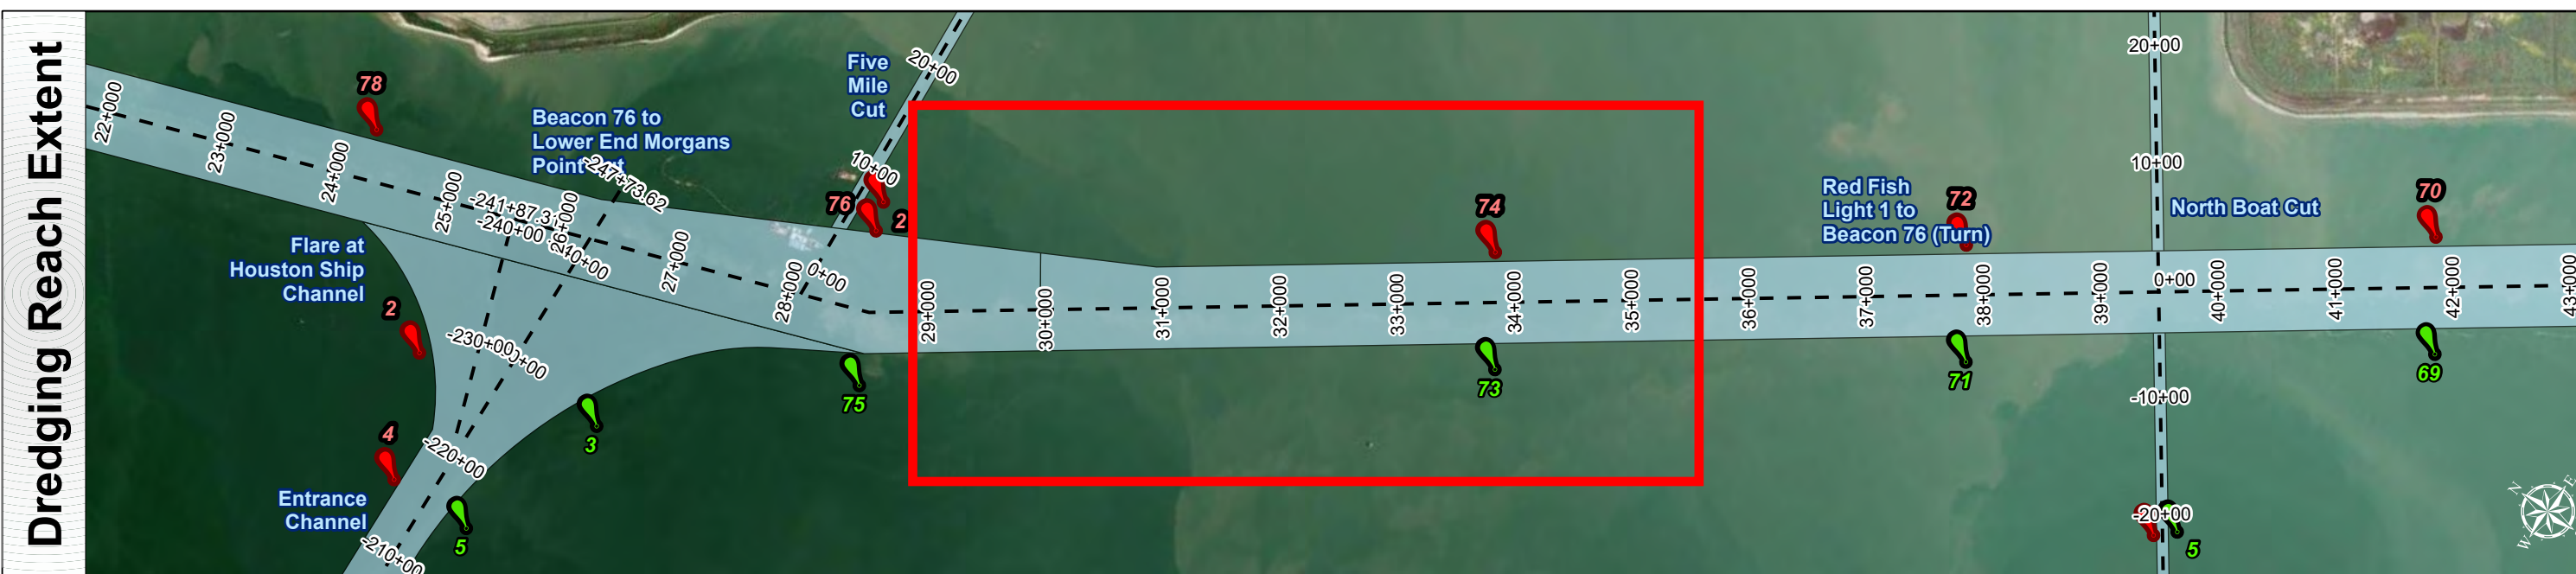 Dredging Reach Extent
22+000
23+000
24+000
25+000
26+000
27+000
28+000
29+000
30+000
31+000
32+000
33+000
34+000
35+000
36+000
37+000
38+000
39+000
40+000
41+000
42+000
43+000
78
Beacon 76 to
Lower End Morgans
Point
-247+73.62
-241+87.3
-240+00
Five
Mile
Cut
20+00
10+00
0+00
76
2
Flare at
Houston Ship
Channel
2
-230+00
4
-220+00
Entrance
Channel
-210+00
5
3
75
74
73
Red Fish
Light 1 to
Beacon 76 (Turn)
72
71
20+00
10+00
North Boat Cut
0+00
-10+00
-20+00
5
70
69
N
E
W